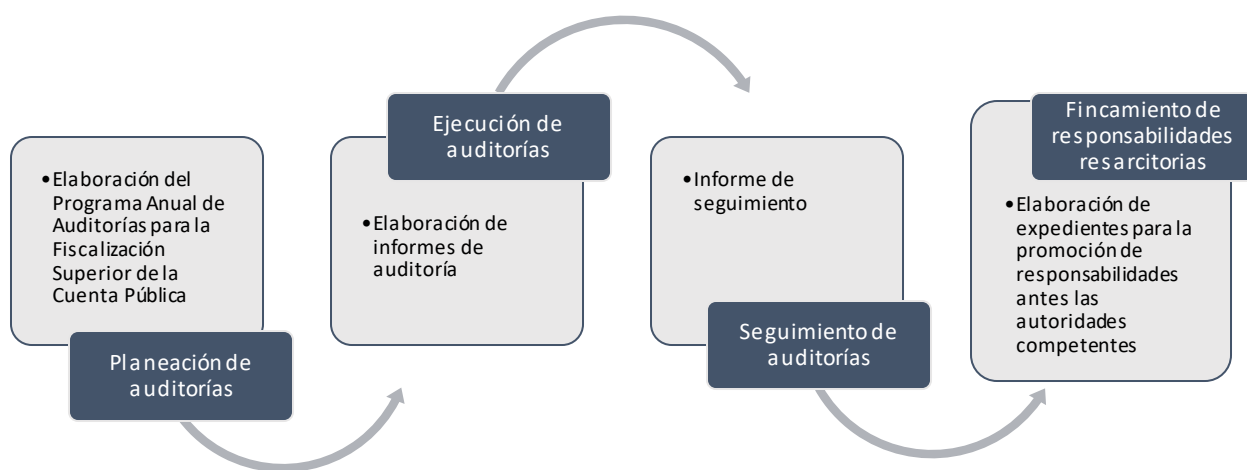 •Elaboración del
Programa Anual de
Auditorías para la
Fiscalización
Superior de la
Cuenta Pública
Planeación de
auditorías
Ejecución de
auditorías
•Elaboración de
informes de
auditoría
•Informe de
seguimiento
Seguimiento de
auditorías
Fincamiento de
responsabilidades
resarcitorias
•Elaboración de
expedientes para la
promoción de
responsabilidades
antes las
autoridades
competentes